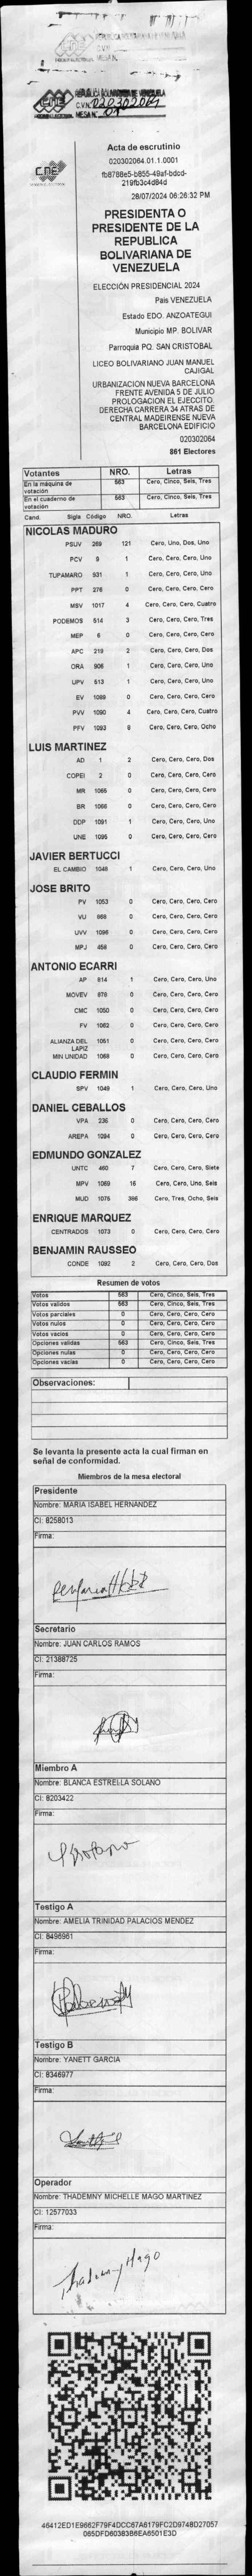 CNE
REPÚBLICA BOLIVARIANA DE VENEZUELA
C.V.N. 020302064
MESA N. 01
CNE
Acta de escrutinio
020302064.01.1.0001
28/07/2024 06:26:32 PM
PRESIDENTA O
PRESIDENTE DE LA
REPUBLICA
BOLIVARIANA DE
VENEZUELA
ELECCIÓN PRESIDENCIAL 2024
País VENEZUELA
Estado EDO. ANZOATEGUI
Municipio MP. BOLIVAR
Parroquia PQ. SAN CRISTOBAL
LICEO BOLIVARIANO JUAN MANUEL
CAJIGAL
URBANIZACION NUEVA BARCELONA
FRENTE AVENIDA 5 DE JULIO
PROLOGACION EL EJECCITO.
DERECHA CARRERA 34 ATRAS DE
CENTRAL MADEIRENSE NUEVA
BARCELONA EDIFICIO
020302064
861 Electores
Votantes NRO. Letras
En la máquina de votación 563 Cero, Cinco, Seis, Tres
En el cuaderno de votación 563 Cero, Cinco, Seis, Tres
Cand. Sigla Código NRO. Letras
NICOLAS MADURO
PSUV 269 121 Cero, Uno, Dos, Uno
PCV 9 1 Cero, Cero, Cero, Uno
TUPAMARO 931 1 Cero, Cero, Cero, Uno
PPT 276 0 Cero, Cero, Cero, Cero
MSV 1017 4 Cero, Cero, Cero, Cuatro
PODEMOS 514 3 Cero, Cero, Cero, Tres
MEP 6 0 Cero, Cero, Cero, Cero
APC 219 2 Cero, Cero, Cero, Dos
ORA 906 1 Cero, Cero, Cero, Uno
UPV 513 1 Cero, Cero, Cero, Uno
EV 1089 0 Cero, Cero, Cero, Cero
PVV 1090 4 Cero, Cero, Cero, Cuatro
PFV 1093 8 Cero, Cero, Cero, Ocho
LUIS MARTINEZ
AD 1 2 Cero, Cero, Cero, Dos
COPEI 2 0 Cero, Cero, Cero, Cero
MR 1065 0 Cero, Cero, Cero, Cero
BR 1066 0 Cero, Cero, Cero, Cero
DDP 1091 1 Cero, Cero, Cero, Uno
UNE 1095 0 Cero, Cero, Cero, Cero
JAVIER BERTUCCI
EL CAMBIO 1048 1 Cero, Cero, Cero, Uno
JOSE BRITO
PV 1053 0 Cero, Cero, Cero, Cero
VU 868 0 Cero, Cero, Cero, Cero
UVV 1096 0 Cero, Cero, Cero, Cero
MPJ 458 0 Cero, Cero, Cero, Cero
ANTONIO ECARRI
AP 814 1 Cero, Cero, Cero, Uno
MOVEV 876 0 Cero, Cero, Cero, Cero
CMC 1050 0 Cero, Cero, Cero, Cero
FV 1062 0 Cero, Cero, Cero, Cero
ALIANZA DEL LAPIZ 1051 0 Cero, Cero, Cero, Cero
MIN UNIDAD 1068 0 Cero, Cero, Cero, Cero
CLAUDIO FERMIN
SPV 1049 1 Cero, Cero, Cero, Uno
DANIEL CEBALLOS
VPA 236 0 Cero, Cero, Cero, Cero
AREPA 1094 0 Cero, Cero, Cero, Cero
EDMUNDO GONZALEZ
UNTC 460 7 Cero, Cero, Cero, Siete
MPV 1069 16 Cero, Cero, Uno, Seis
MUD 1076 386 Cero, Tres, Ocho, Seis
ENRIQUE MARQUEZ
CENTRADOS 1073 0 Cero, Cero, Cero, Cero
BENJAMIN RAUSSEO
CONDE 1092 2 Cero, Cero, Cero, Dos
Resumen de votos
Votos 563 Cero, Cinco, Seis, Tres
Votos validos 563 Cero, Cinco, Seis, Tres
Votos parciales 0 Cero, Cero, Cero, Cero
Votos nulos 0 Cero, Cero, Cero, Cero
Votos vacios 0 Cero, Cero, Cero, Cero
Opciones validas 563 Cero, Cinco, Seis, Tres
Opciones nulas 0 Cero, Cero, Cero, Cero
Opciones vacias 0 Cero, Cero, Cero, Cero
Observaciones:
Se levanta la presente acta la cual firman en
señal de conformidad.
Miembros de la mesa electoral
Presidente
Nombre: MARIA ISABEL HERNANDEZ
CI: 8258013
Firma:
Secretario
Nombre: JUAN CARLOS RAMOS
CI: 21388725
Firma:
Miembro A
Nombre: BLANCA ESTRELLA SOLANO
CI: 8203422
Firma:
Testigo A
Nombre: AMELIA TRINIDAD PALACIOS MENDEZ
CI: 8496961
Firma:
Testigo B
Nombre: YANETT GARCIA
CI: 8346977
Firma:
Operador
Nombre: THADEMNY MICHELLE MAGO MARTINEZ
CI: 12577033
Firma:
Thademny Mago
46412ED1E9662F79F4DCC67A6179FC2D9748D27057
065DFD60383B6EA6501E3D